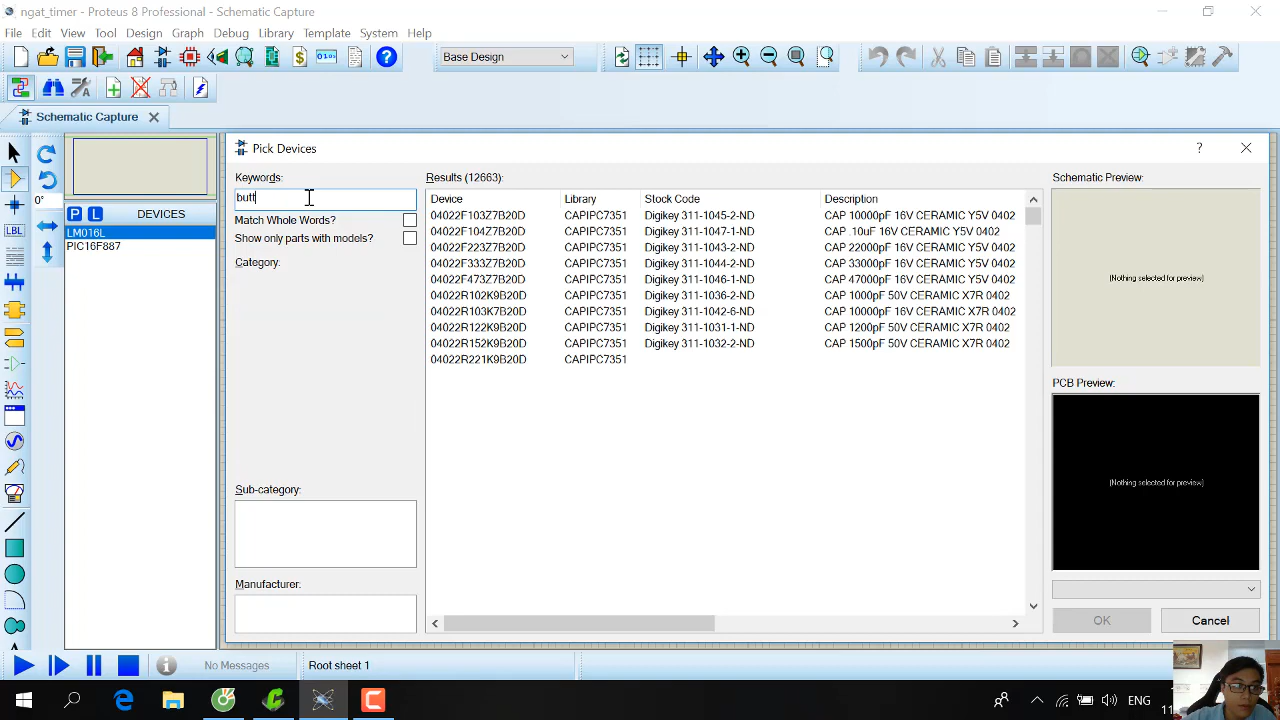 ngat_timer - Proteus 8 Professional - Schematic Capture
File Edit View Tool Design Graph Debug Library Template System Help
Base Design
Schematic Capture
Pick Devices
Keywords:
butt
Match Whole Words?
Show only parts with models?
Category:
Sub-category:
Manufacturer:
0°
P L DEVICES
LM016L
PIC16F887
LBL
Results (12663):
Device Library Stock Code Description
04022F103Z7B20D CAPIPC7351 Digikey 311-1045-2-ND CAP 10000pF 16V CERAMIC Y5V 0402
04022F104Z7B20D CAPIPC7351 Digikey 311-1047-1-ND CAP .10uF 16V CERAMIC Y5V 0402
04022F223Z7B20D CAPIPC7351 Digikey 311-1043-2-ND CAP 22000pF 16V CERAMIC Y5V 0402
04022F333Z7B20D CAPIPC7351 Digikey 311-1044-2-ND CAP 33000pF 16V CERAMIC Y5V 0402
04022F473Z7B20D CAPIPC7351 Digikey 311-1046-1-ND CAP 47000pF 16V CERAMIC Y5V 0402
04022R102K9B20D CAPIPC7351 Digikey 311-1036-2-ND CAP 1000pF 50V CERAMIC X7R 0402
04022R103K7B20D CAPIPC7351 Digikey 311-1042-6-ND CAP 10000pF 16V CERAMIC X7R 0402
04022R122K9B20D CAPIPC7351 Digikey 311-1031-1-ND CAP 1200pF 50V CERAMIC X7R 0402
04022R152K9B20D CAPIPC7351 Digikey 311-1032-2-ND CAP 1500pF 50V CERAMIC X7R 0402
04022R221K9B20D CAPIPC7351
Schematic Preview:
(Nothing selected for preview)
PCB Preview:
(Nothing selected for preview)
OK Cancel
No Messages
Root sheet 1
ENG